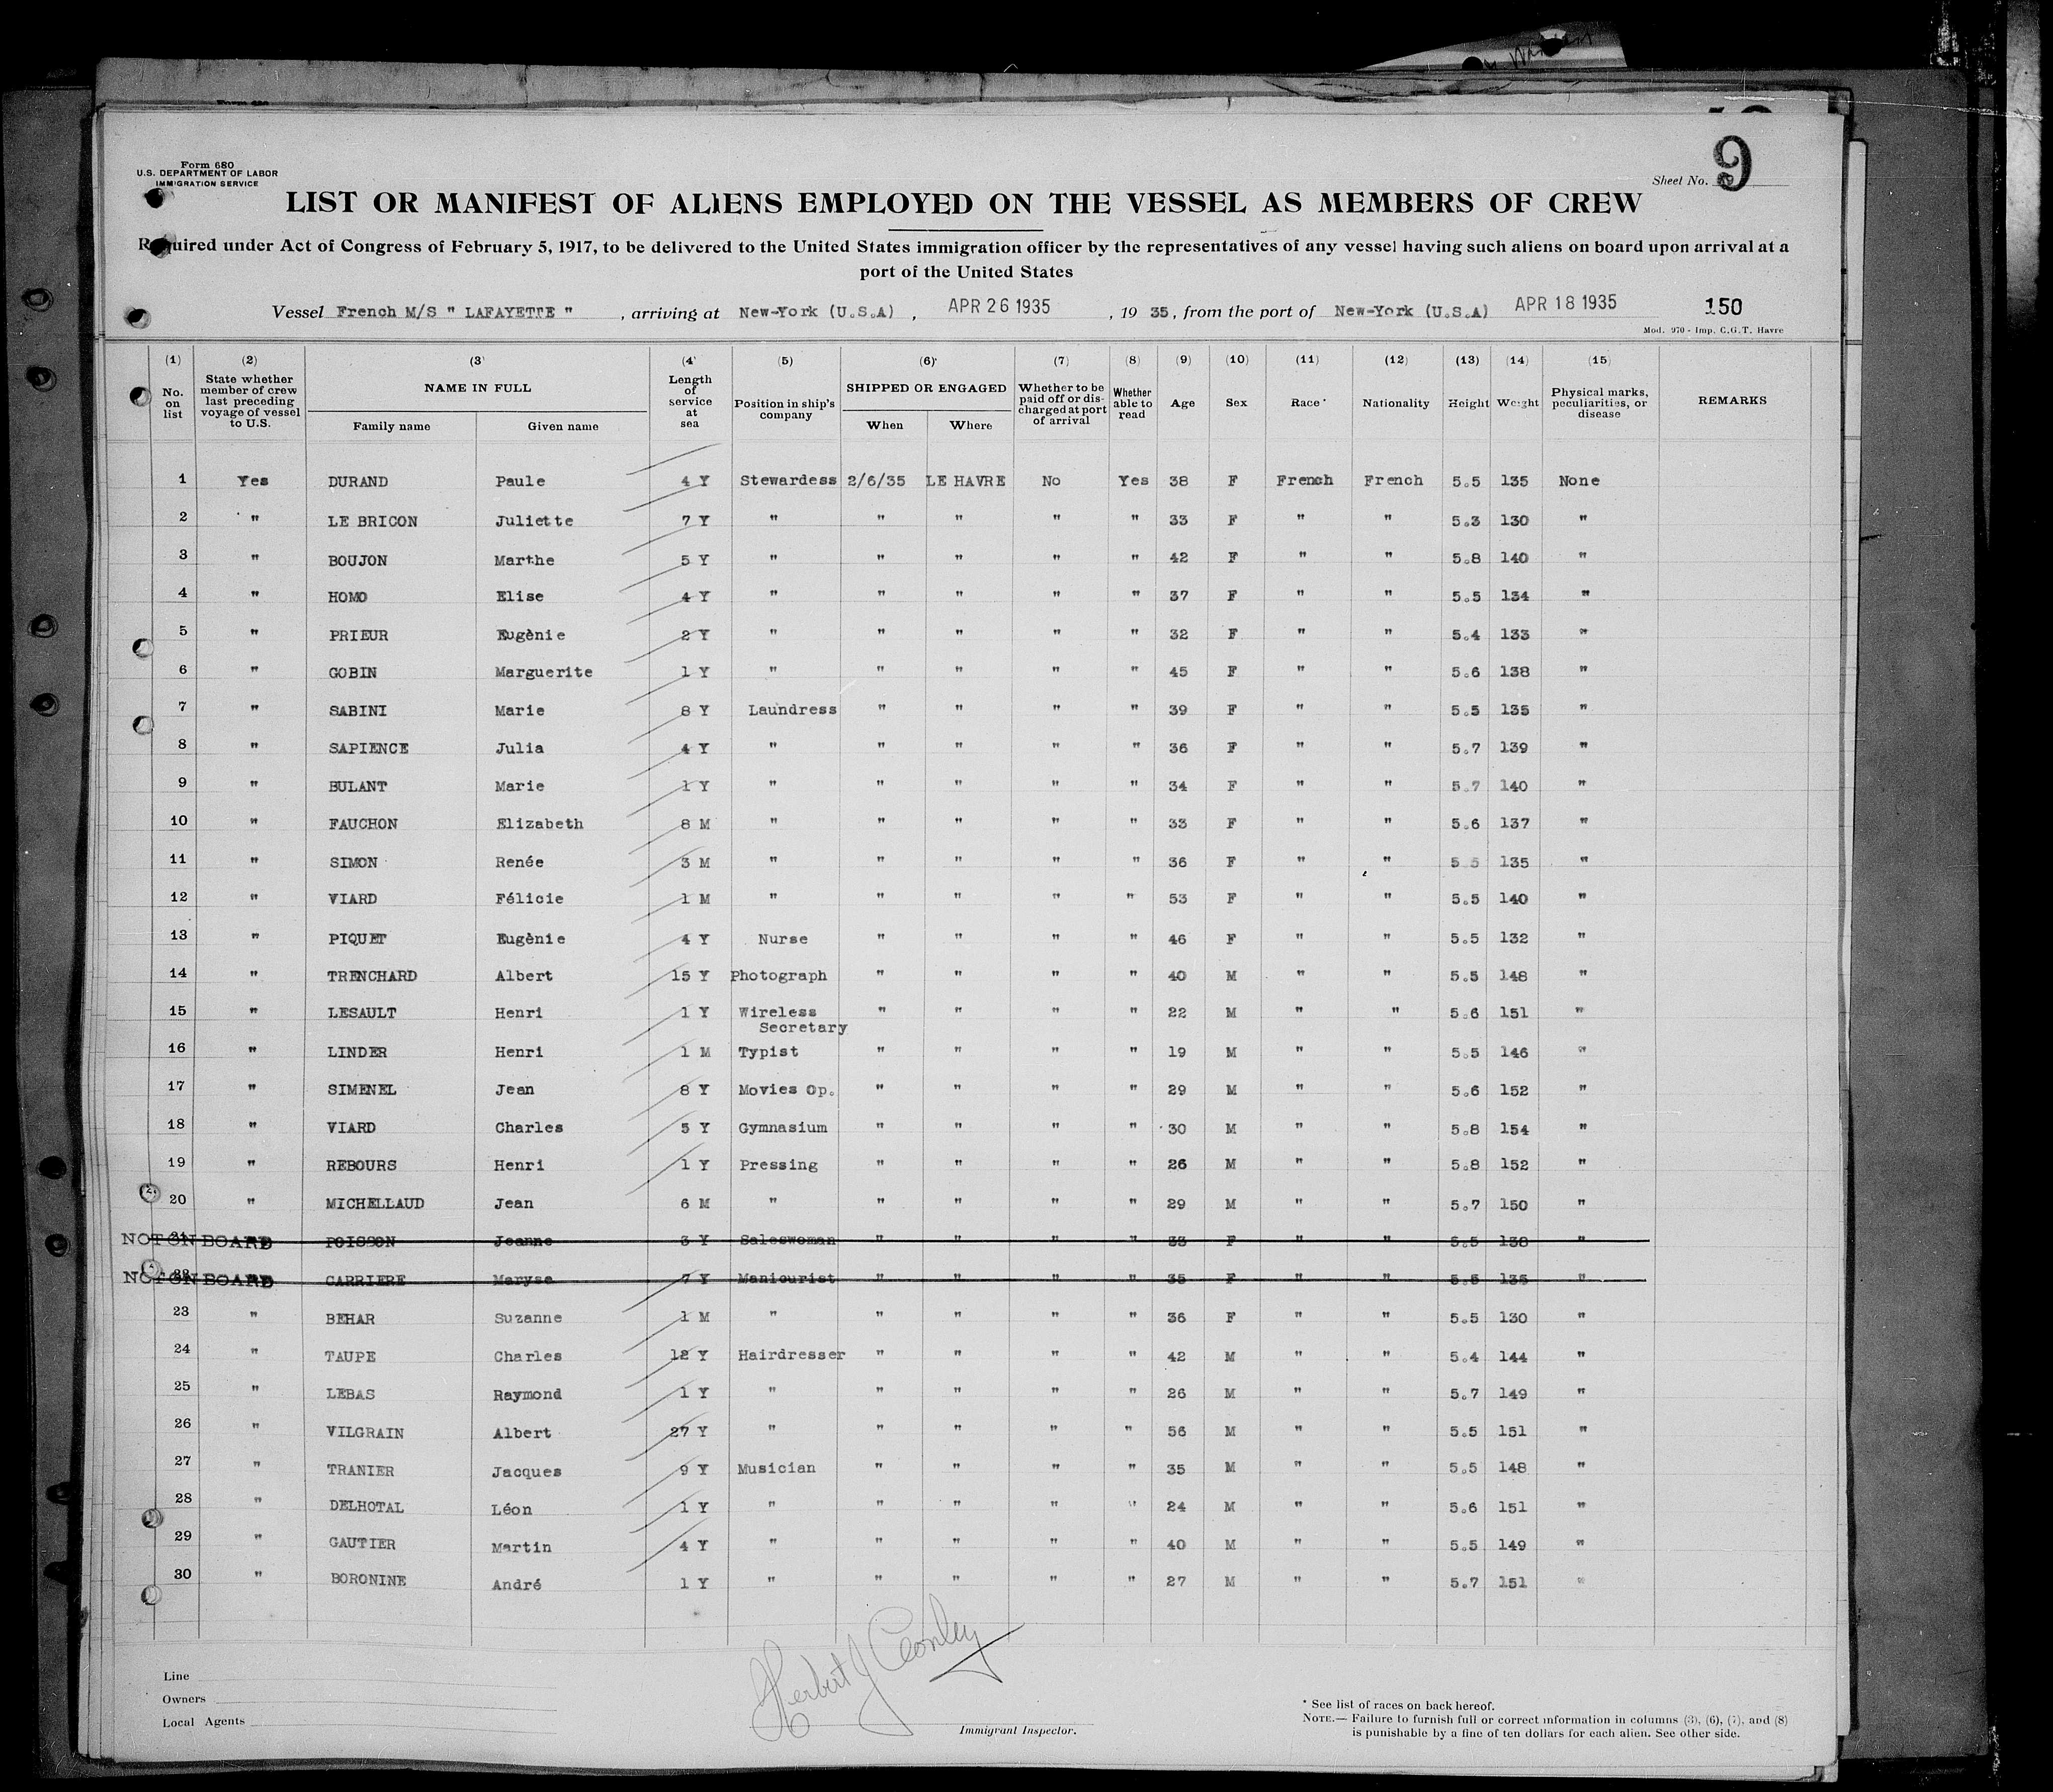 Form 680
U.S. DEPARTMENT OF LABOR
IMMIGRATION SERVICE
Sheet No. 9
LIST OR MANIFEST OF ALIENS EMPLOYED ON THE VESSEL AS MEMBERS OF CREW
Required under Act of Congress of February 5, 1917, to be delivered to the United States immigration officer by the representatives of any vessel having such aliens on board upon arrival at a
port of the United States
Vessel French M/S " LAFAYETTE " , arriving at New-York (U.S.A) , APR 26 1935 , 19 35, from the port of New-York (U.S.A) APR 18 1935 150
Mod. 970 - Imp. C.G.T. Havre
(1) (2) (3) (4) (5) (6) (7) (8) (9) (10) (11) (12) (13) (14) (15)
No. on list State whether member of crew last preceding voyage of vessel to U.S. NAME IN FULL Family name Given name Length of service at sea Position in ship's company SHIPPED OR ENGAGED When Where Whether to be paid off or discharged at port of arrival Whether able to read Age Sex Race * Nationality Height Weight Physical marks, peculiarities, or disease REMARKS
1 Yes DURAND Paule 4 Y Stewardess 2/6/35 LE HAVRE No Yes 38 F French French 5.5 135 None
2 " LE BRICON Juliette 7 Y " " " " " 33 F " " 5.3 130 "
3 " BOUJON Marthe 5 Y " " " " " 42 F " " 5.8 140 "
4 " HOMO Elise 4 Y " " " " " 37 F " " 5.5 134 "
5 " PRIEUR Eugènie 2 Y " " " " " 32 F " " 5.4 133 "
6 " GOBIN Marguerite 1 Y " " " " " 45 F " " 5.6 138 "
7 " SABINI Marie 8 Y Laundress " " " " 39 F " " 5.5 135 "
8 " SAPIENCE Julia 4 Y " " " " " 36 F " " 5.7 139 "
9 " BULANT Marie 1 Y " " " " " 34 F " " 5.7 140 "
10 " FAUCHON Elizabeth 8 M " " " " " 33 F " " 5.6 137 "
11 " SIMON Renée 3 M " " " " " 36 F " " 5.5 135 "
12 " VIARD Félicie 1 M " " " " " 53 F " " 5.5 140 "
13 " PIQUET Eugènie 4 Y Nurse " " " " 46 F " " 5.5 132 "
14 " TRENCHARD Albert 15 Y Photograph " " " " 40 M " " 5.5 148 "
15 " LESAULT Henri 1 Y Wireless Secretary " " " " 22 M " " 5.6 151 "
16 " LINDER Henri 1 M Typist " " " " 19 M " " 5.5 146 "
17 " SIMENEL Jean 8 Y Movies Op. " " " " 29 M " " 5.6 152 "
18 " VIARD Charles 5 Y Gymnasium " " " " 30 M " " 5.8 154 "
19 " REBOURS Henri 1 Y Pressing " " " " 26 M " " 5.8 152 "
20 " MICHELLAUD Jean 6 M " " " " " 29 M " " 5.7 150 "
NOT ON BOARD 21 " POISSON Jeanne 3 Y Saleswoman " " " " 33 F " " 5.5 138 "
NOT ON BOARD 22 " CARRIERE Maryse 7 Y Manicurist " " " " 35 F " " 5.5 135 "
23 " BEHAR Suzanne 1 M " " " " " 36 F " " 5.5 130 "
24 " TAUPE Charles 12 Y Hairdresser " " " " 42 M " " 5.4 144 "
25 " LEBAS Raymond 1 Y " " " " " 26 M " " 5.7 149 "
26 " VILGRAIN Albert 27 Y " " " " " 56 M " " 5.5 151 "
27 " TRANIER Jacques 9 Y Musician " " " " 35 M " " 5.5 148 "
28 " DELHOTAL Léon 1 Y " " " " " 24 M " " 5.6 151 "
29 " GAUTIER Martin 4 Y " " " " " 40 M " " 5.5 149 "
30 " BORONINE André 1 Y " " " " " 27 M " " 5.7 151 "
Herbert J Conley
Line
Owners
Local Agents
Immigrant Inspector.
* See list of races on back hereof.
NOTE.— Failure to furnish full or correct information in columns (3), (6), (7), and (8)
is punishable by a fine of ten dollars for each alien. See other side.